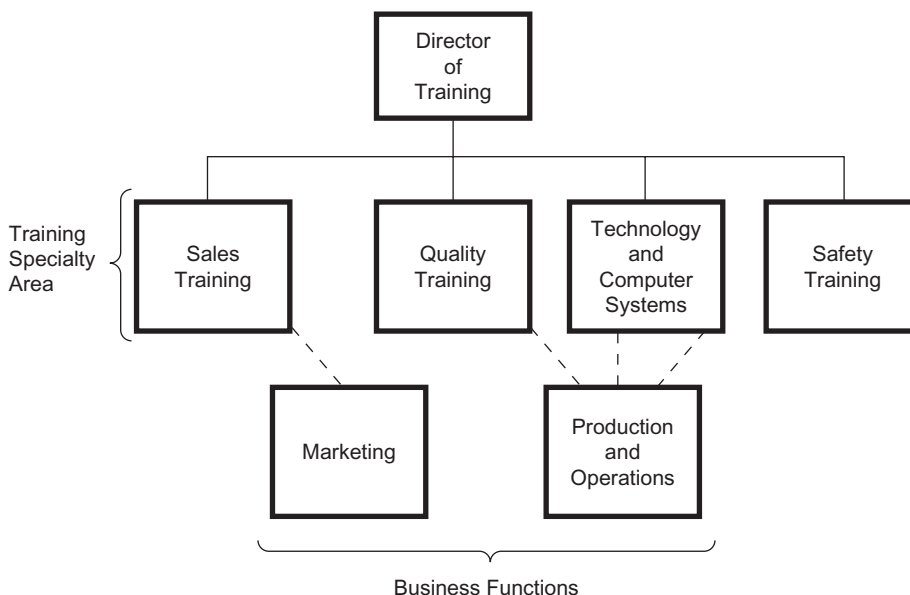 Director
of
Training
Training
Specialty
Area
Sales
Training
Quality
Training
Technology
and
Computer
Systems
Safety
Training
Marketing
Production
and
Operations
Business Functions